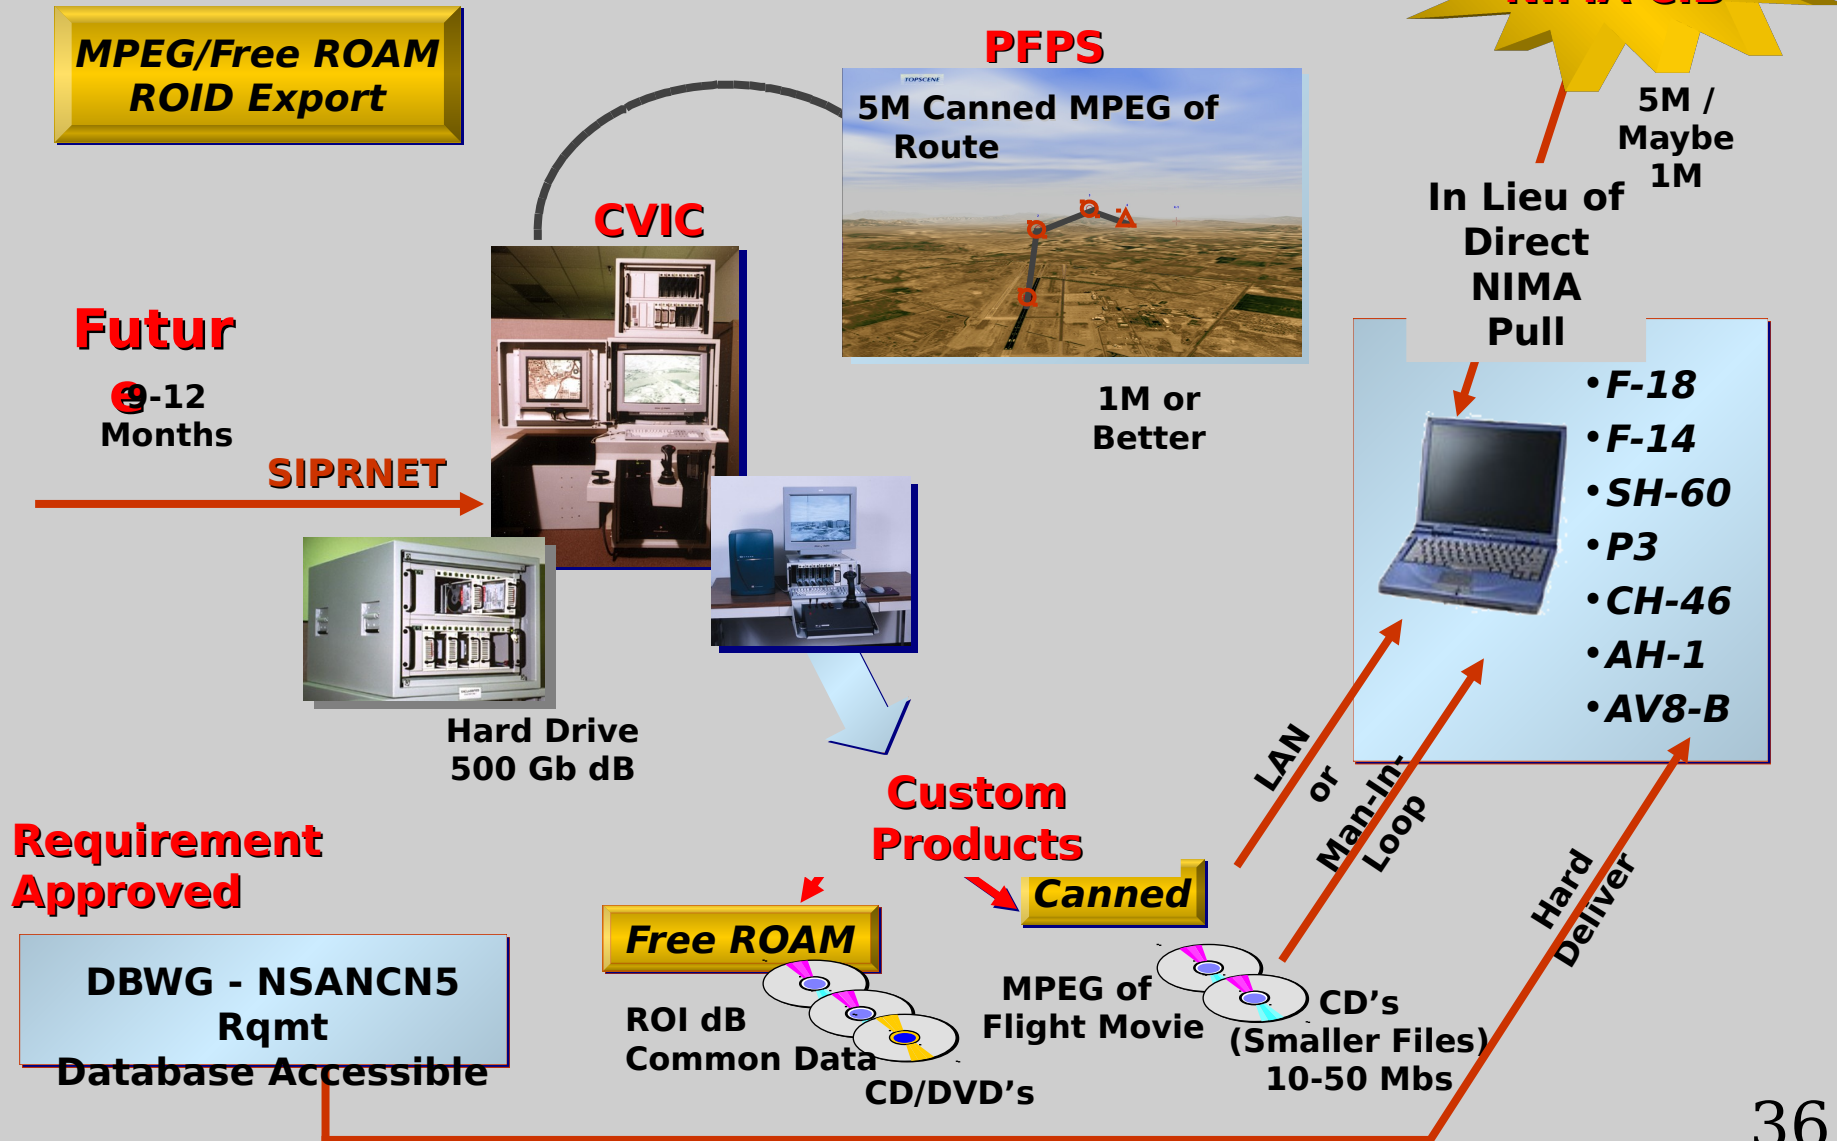 NIMA CIB
MPEG/Free ROAM
ROID Export
PFPS
TOPSCENE
5M Canned MPEG of
Route
5M /
Maybe
1M
In Lieu of
Direct
NIMA
Pull
CVIC
Futur
e
9-12
Months
SIPRNET
1M or
Better
•F-18
•F-14
•SH-60
•P3
•CH-46
•AH-1
•AV8-B
Hard Drive
500 Gb dB
LAN
or
Man-In-
Loop
Hard
Deliver
Custom
Products
Requirement
Approved
Canned
Free ROAM
DBWG - NSANCN5
Rqmt
Database Accessible
ROI dB
Common Data
CD/DVD’s
MPEG of
Flight Movie
CD’s
(Smaller Files)
10-50 Mbs
36